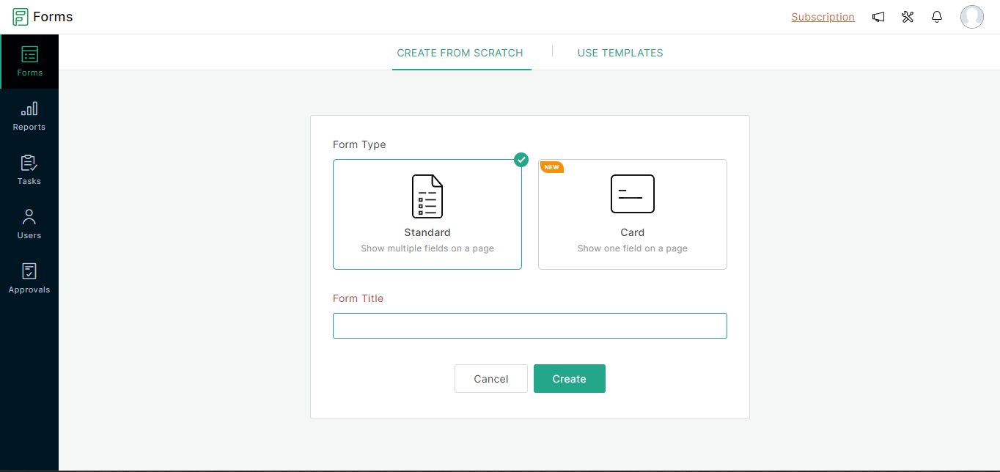 Forms
Subscription
Forms
Reports
Tasks
Users
Approvals
CREATE FROM SCRATCH
USE TEMPLATES
Form Type
Standard
Show multiple fields on a page
NEW
Card
Show one field on a page
Form Title
Cancel
Create